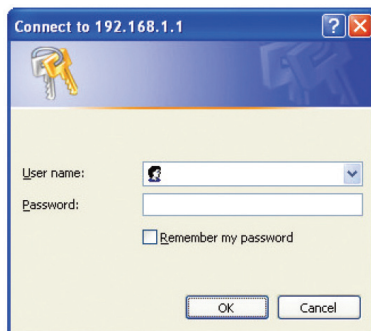 Connect to 192.168.1.1
User name:
Password:
Remember my password
OK Cancel